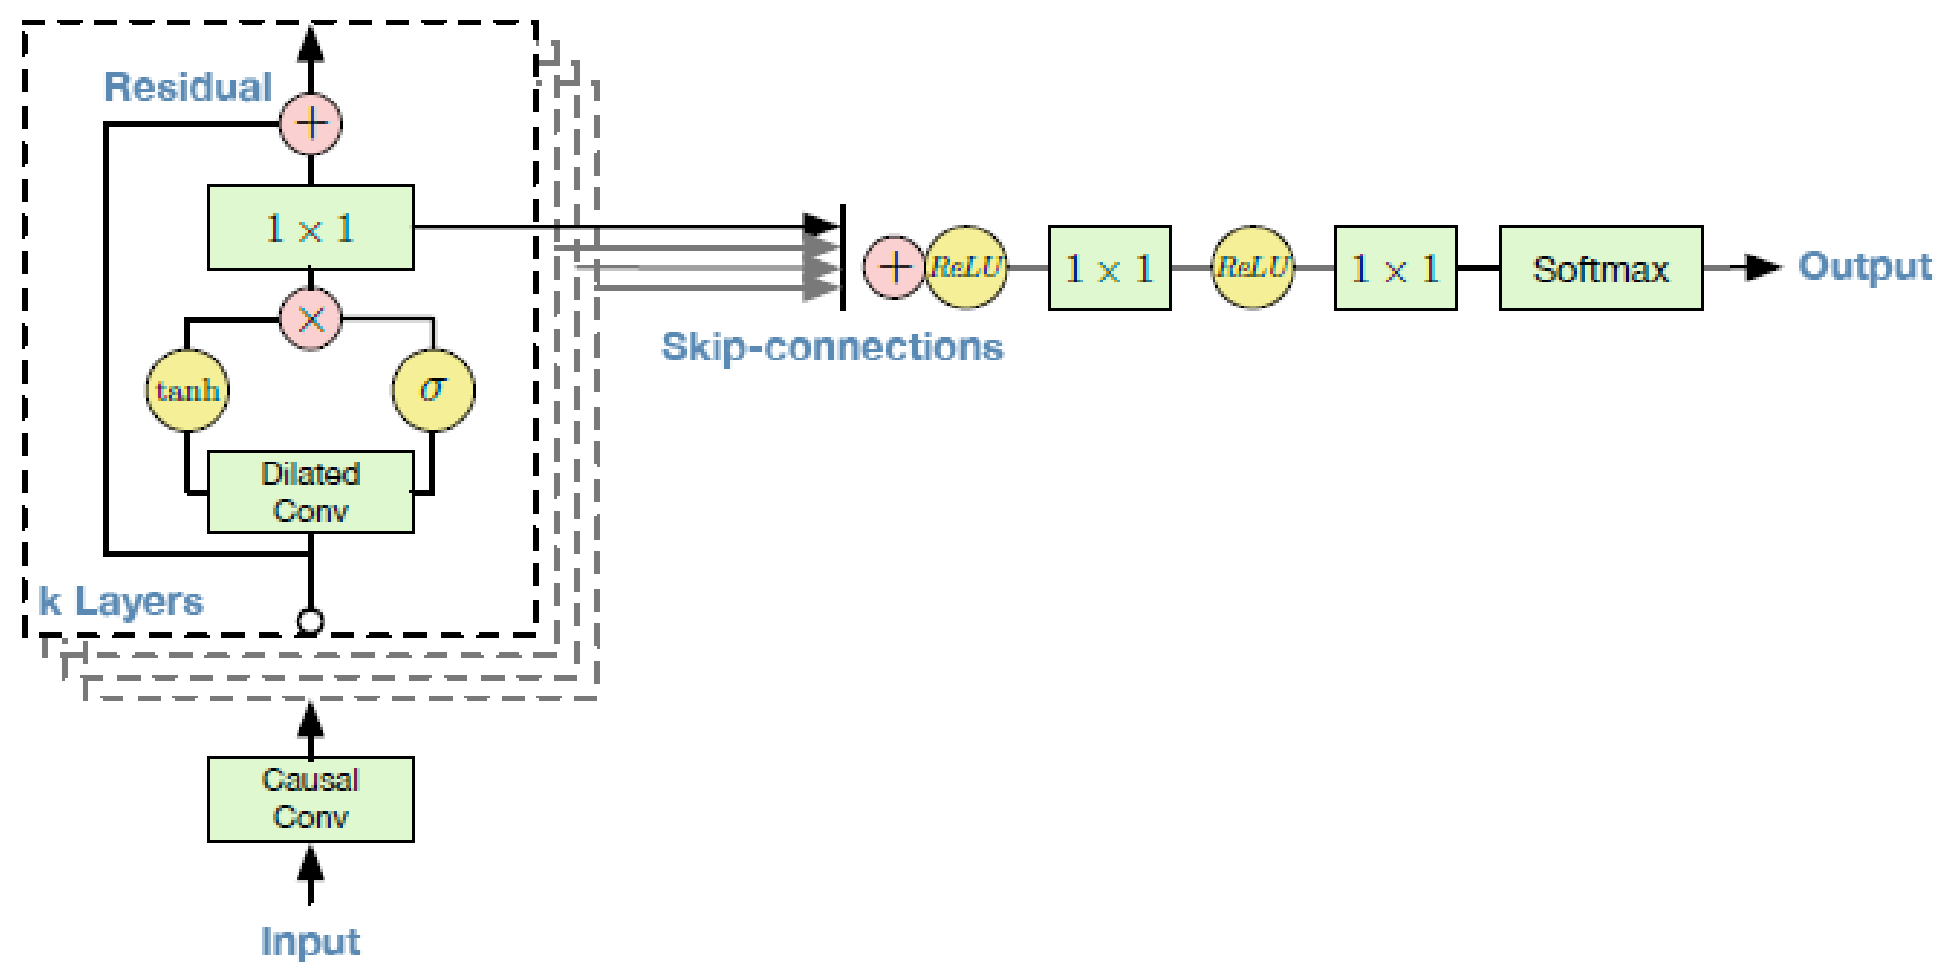 Residual
+
1 × 1
×
tanh
σ
Dilated
Conv
k Layers
Causal
Conv
Input
+
ReLU
1 × 1
ReLU
1 × 1
Softmax
Output
Skip-connections